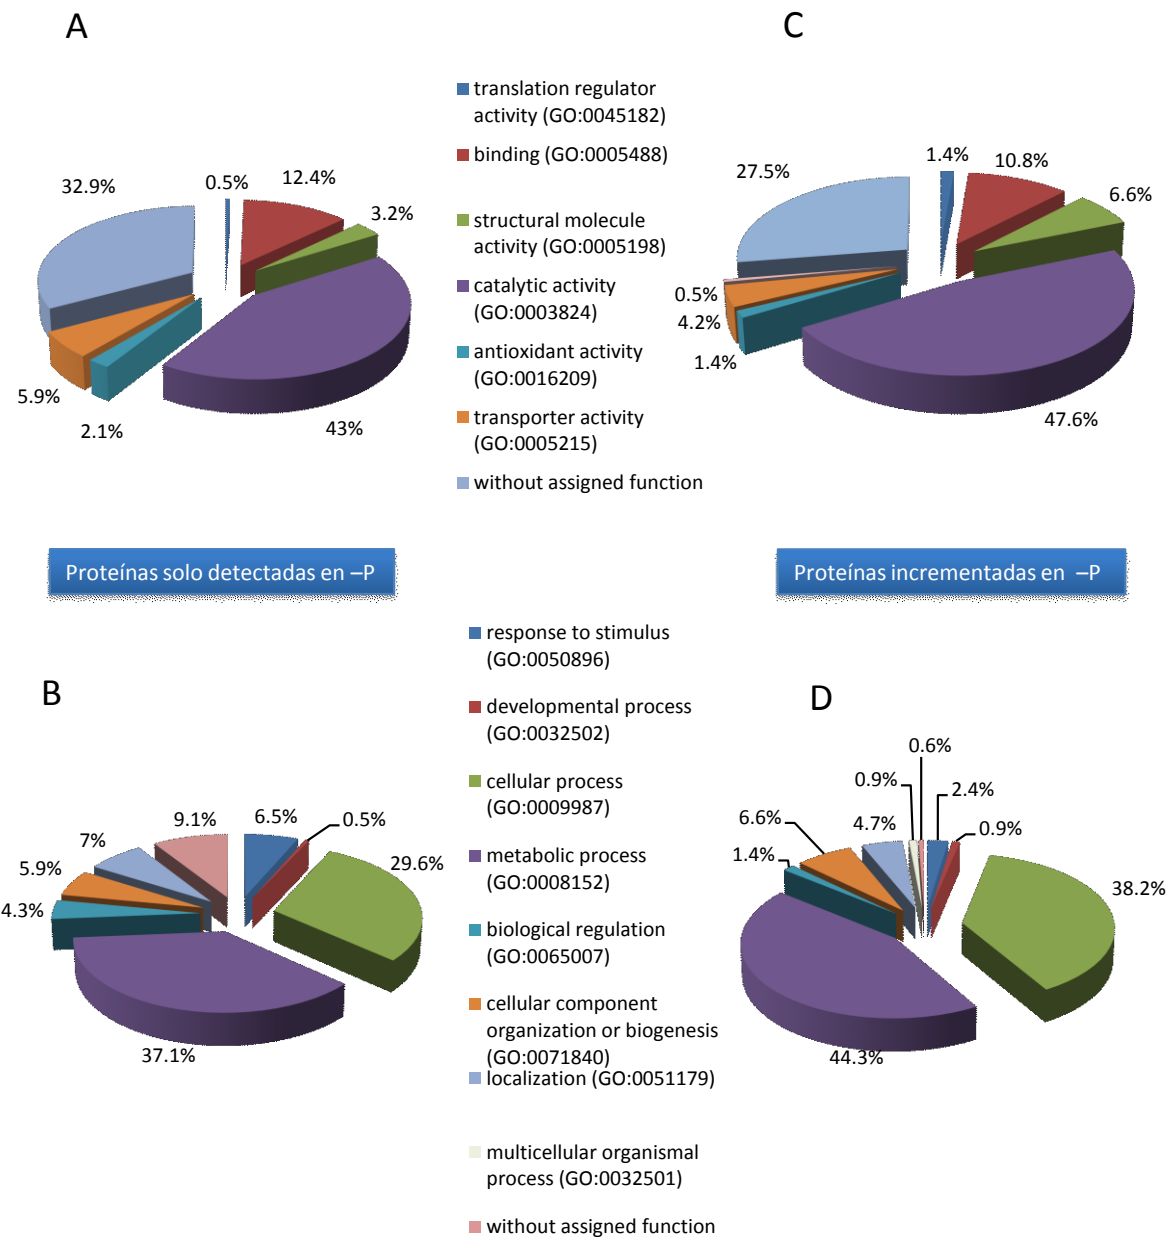 A
C
translation regulator
activity (GO:0045182)
binding (GO:0005488)
structural molecule
activity (GO:0005198)
catalytic activity
(GO:0003824)
antioxidant activity
(GO:0016209)
transporter activity
(GO:0005215)
without assigned function
32.9%
0.5%
12.4%
3.2%
5.9%
2.1%
43%
27.5%
1.4%
10.8%
6.6%
0.5%
4.2%
1.4%
47.6%
Proteínas solo detectadas en –P
Proteínas incrementadas en –P
B
D
response to stimulus
(GO:0050896)
developmental process
(GO:0032502)
cellular process
(GO:0009987)
metabolic process
(GO:0008152)
biological regulation
(GO:0065007)
cellular component
organization or biogenesis
(GO:0071840)
localization (GO:0051179)
multicellular organismal
process (GO:0032501)
without assigned function
9.1%
6.5%
0.5%
7%
29.6%
5.9%
4.3%
37.1%
0.6%
0.9%
2.4%
6.6%
4.7%
0.9%
1.4%
38.2%
44.3%